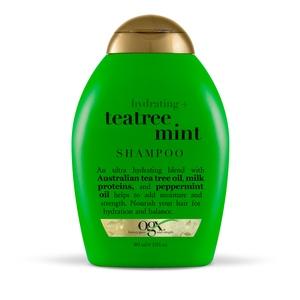 hydrating +
teatree
mint
SHAMPOO
An ultra hydrating blend with
Australian tea tree oil, milk
proteins, and peppermint
oil helps to add moisture and
strength. Nourish your hair for
hydration and balance.
ogx